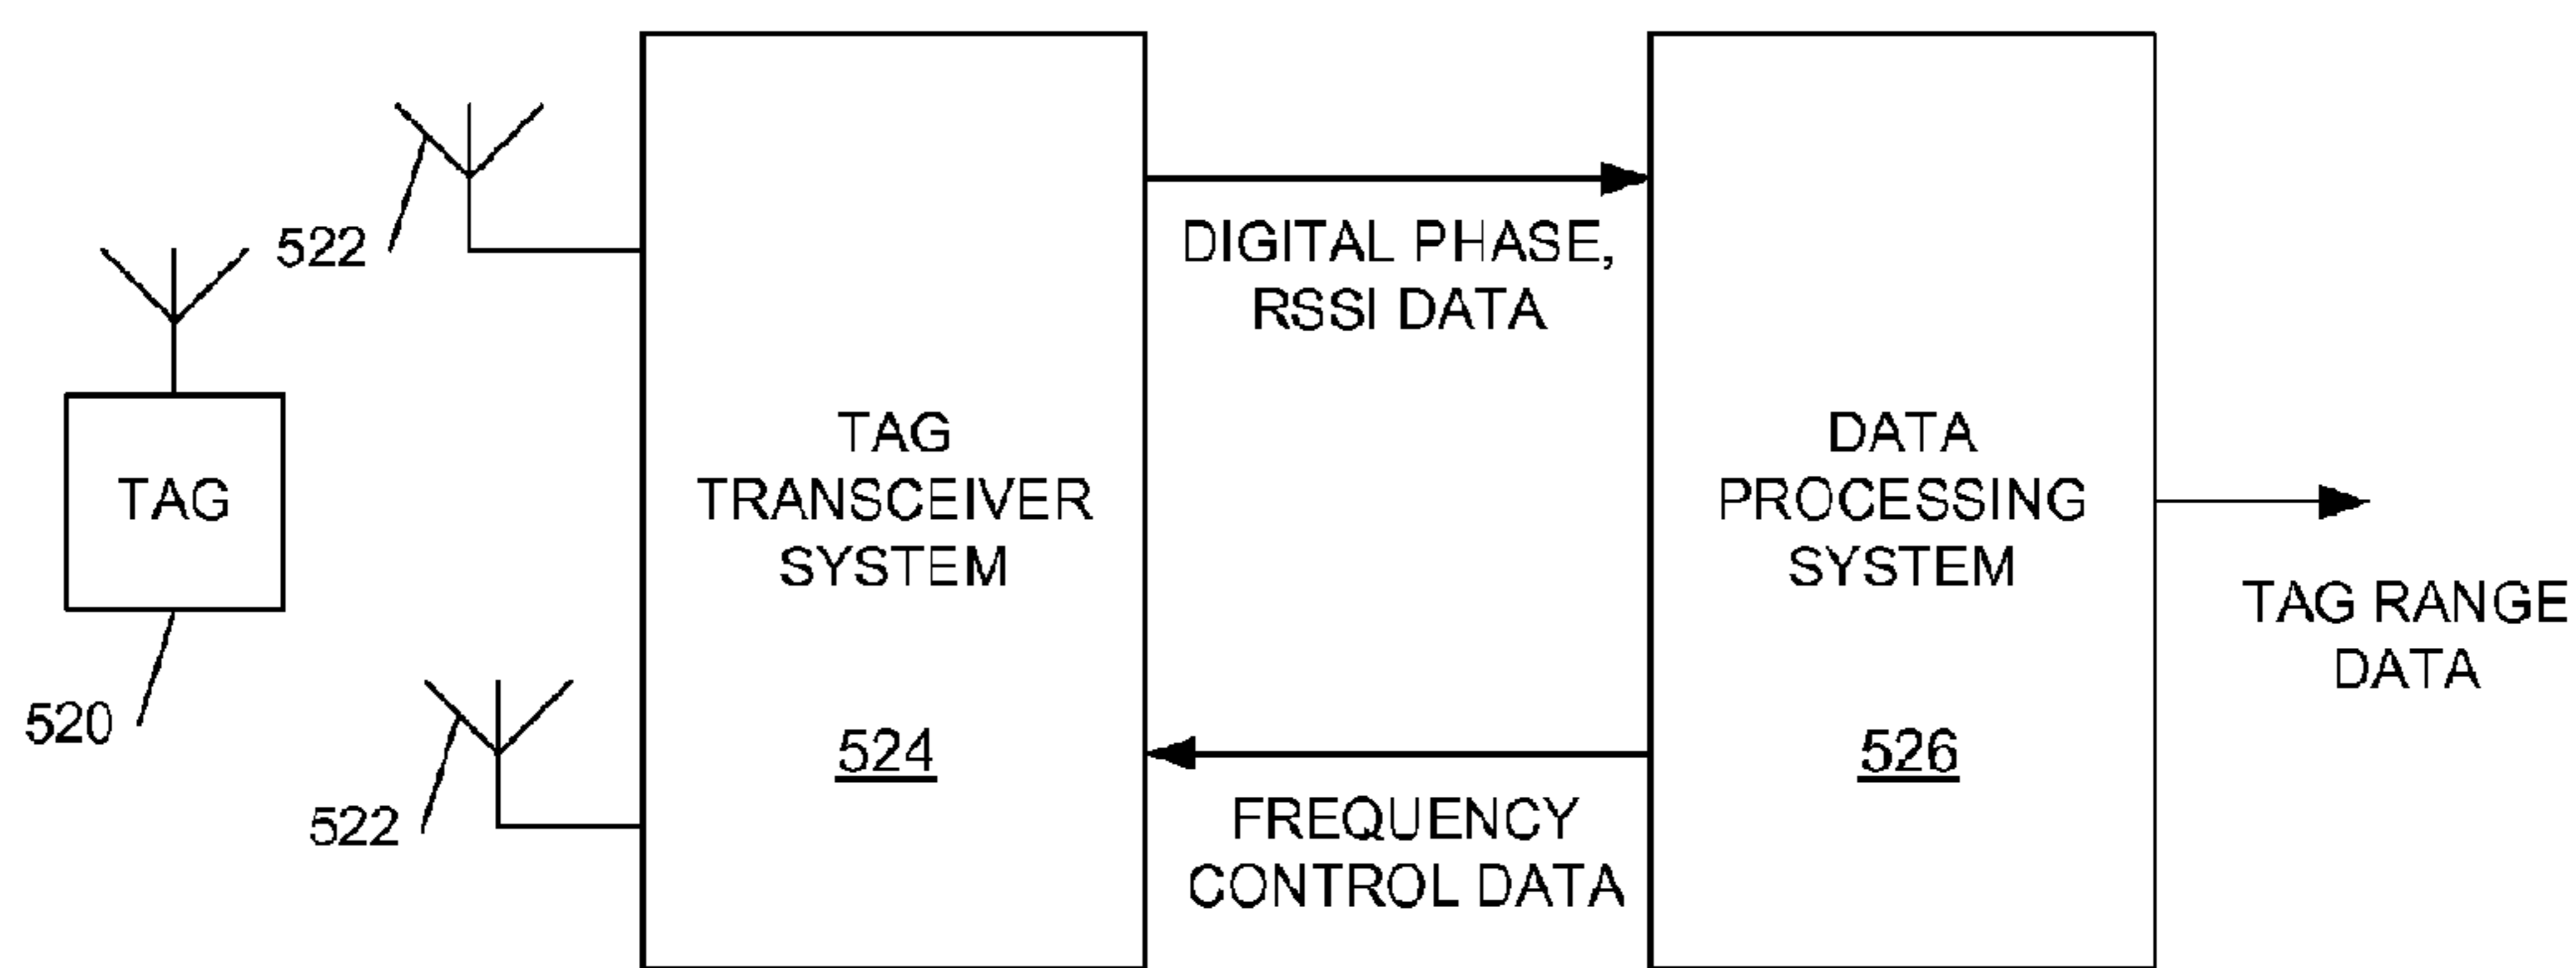 522
TAG
520
522
TAG
TRANSCEIVER
SYSTEM
524
DIGITAL PHASE,
RSSI DATA
FREQUENCY
CONTROL DATA
DATA
PROCESSING
SYSTEM
526
TAG RANGE
DATA